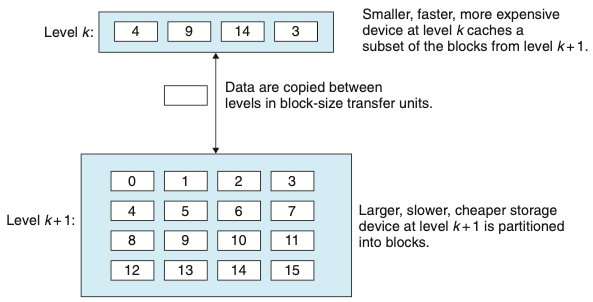 Level k:
4 9 14 3
Smaller, faster, more expensive
device at level k caches a
subset of the blocks from level k+1.
Data are copied between
levels in block-size transfer units.
Level k+1:
0 1 2 3
4 5 6 7
8 9 10 11
12 13 14 15
Larger, slower, cheaper storage
device at level k+1 is partitioned
into blocks.